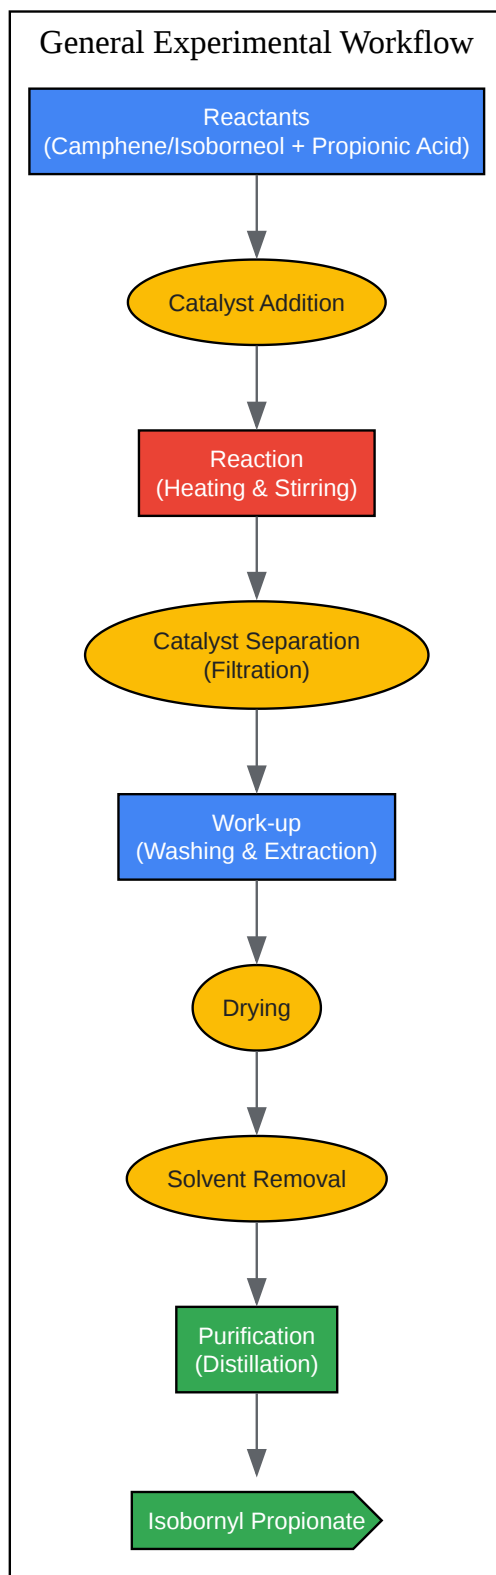 General Experimental Workflow
Reactants
(Camphene/Isoborneol + Propionic Acid)
Catalyst Addition
Reaction
(Heating & Stirring)
Catalyst Separation
(Filtration)
Work-up
(Washing & Extraction)
Drying
Solvent Removal
Purification
(Distillation)
Isobornyl Propionate